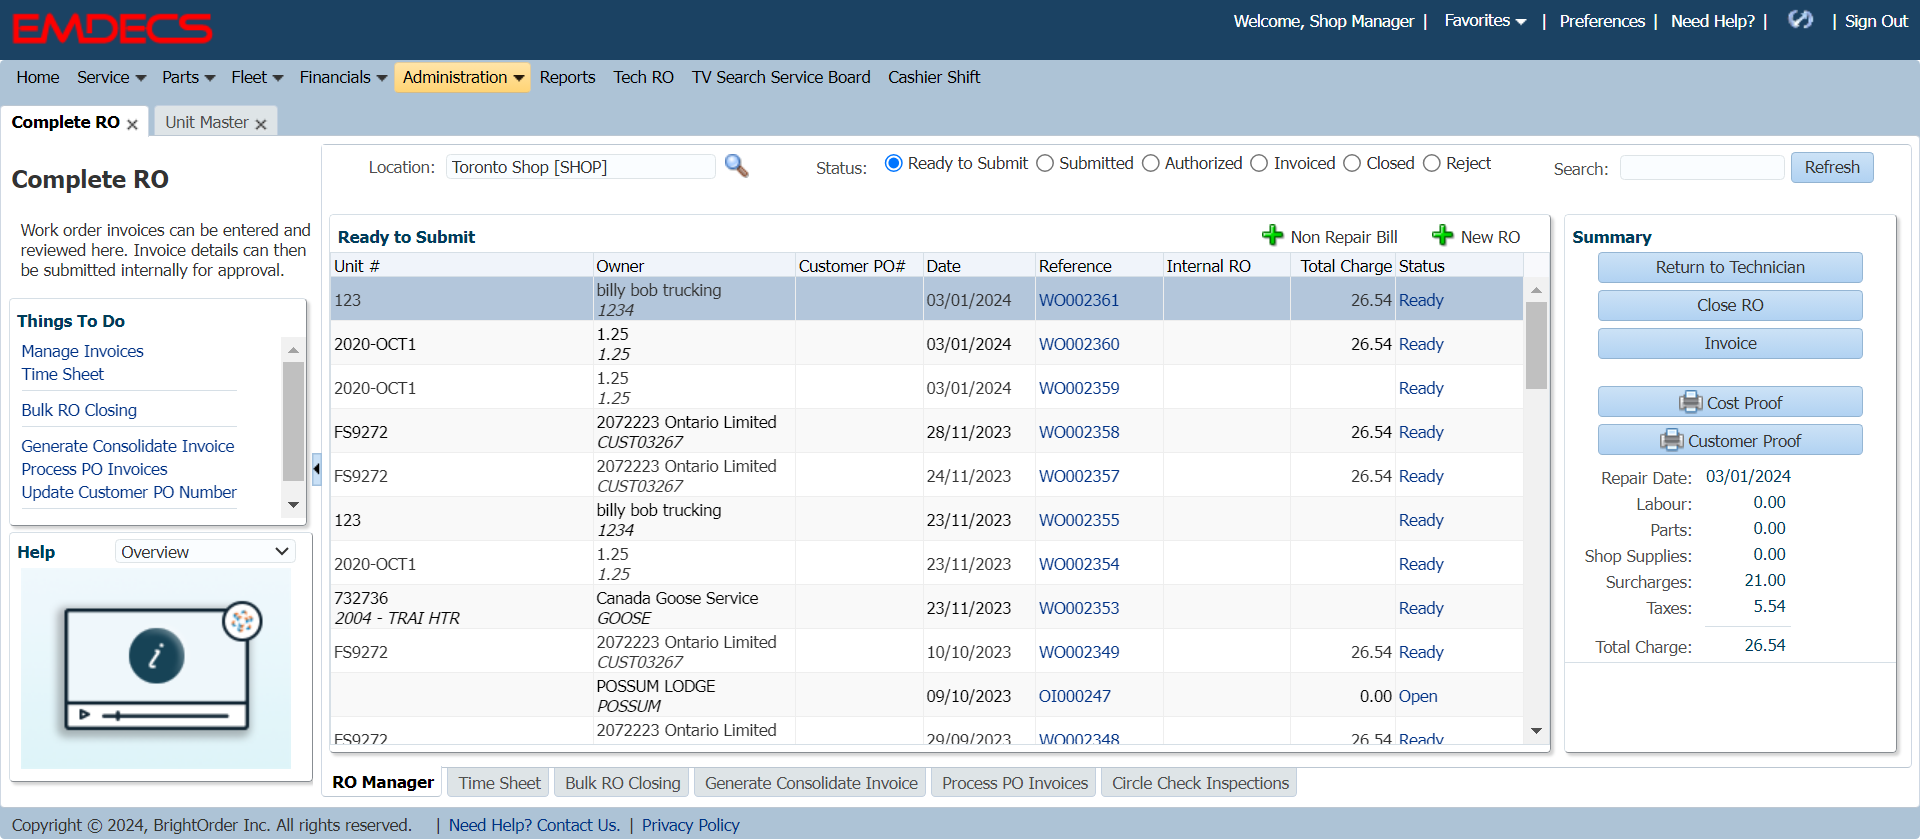 EMDECS
Welcome, Shop Manager | Favorites | Preferences | Need Help? | | Sign Out
Home Service Parts Fleet Financials Administration Reports Tech RO TV Search Service Board Cashier Shift
Complete RO Unit Master
Complete RO
Work order invoices can be entered and
reviewed here. Invoice details can then
be submitted internally for approval.
Things To Do
Manage Invoices
Time Sheet
Bulk RO Closing
Generate Consolidate Invoice
Process PO Invoices
Update Customer PO Number
Help Overview
i
Location: Toronto Shop [SHOP] Status: Ready to Submit Submitted Authorized Invoiced Closed Reject Search: Refresh
Ready to Submit Non Repair Bill New RO
Unit # Owner Customer PO# Date Reference Internal RO Total Charge Status
123 billy bob trucking 1234 03/01/2024 WO002361 26.54 Ready
2020-OCT1 1.25 1.25 03/01/2024 WO002360 26.54 Ready
2020-OCT1 1.25 1.25 03/01/2024 WO002359 Ready
FS9272 2072223 Ontario Limited CUST03267 28/11/2023 WO002358 26.54 Ready
FS9272 2072223 Ontario Limited CUST03267 24/11/2023 WO002357 26.54 Ready
123 billy bob trucking 1234 23/11/2023 WO002355 Ready
2020-OCT1 1.25 1.25 23/11/2023 WO002354 Ready
732736 2004 - TRAI HTR Canada Goose Service GOOSE 23/11/2023 WO002353 Ready
FS9272 2072223 Ontario Limited CUST03267 10/10/2023 WO002349 26.54 Ready
POSSUM LODGE POSSUM 09/10/2023 OI000247 0.00 Open
FS9272 2072223 Ontario Limited 29/09/2023 WO002348 26.54 Ready
Summary
Return to Technician
Close RO
Invoice
Cost Proof
Customer Proof
Repair Date: 03/01/2024
Labour: 0.00
Parts: 0.00
Shop Supplies: 0.00
Surcharges: 21.00
Taxes: 5.54
Total Charge: 26.54
RO Manager Time Sheet Bulk RO Closing Generate Consolidate Invoice Process PO Invoices Circle Check Inspections
Copyright © 2024, BrightOrder Inc. All rights reserved. | Need Help? Contact Us. | Privacy Policy